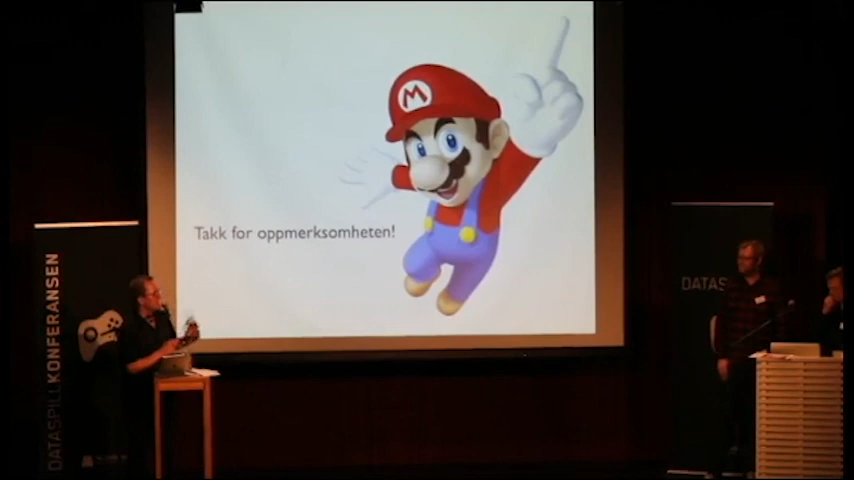 M
Takk for oppmerksomheten!
DATASPILLKONFERANSEN
DATAS